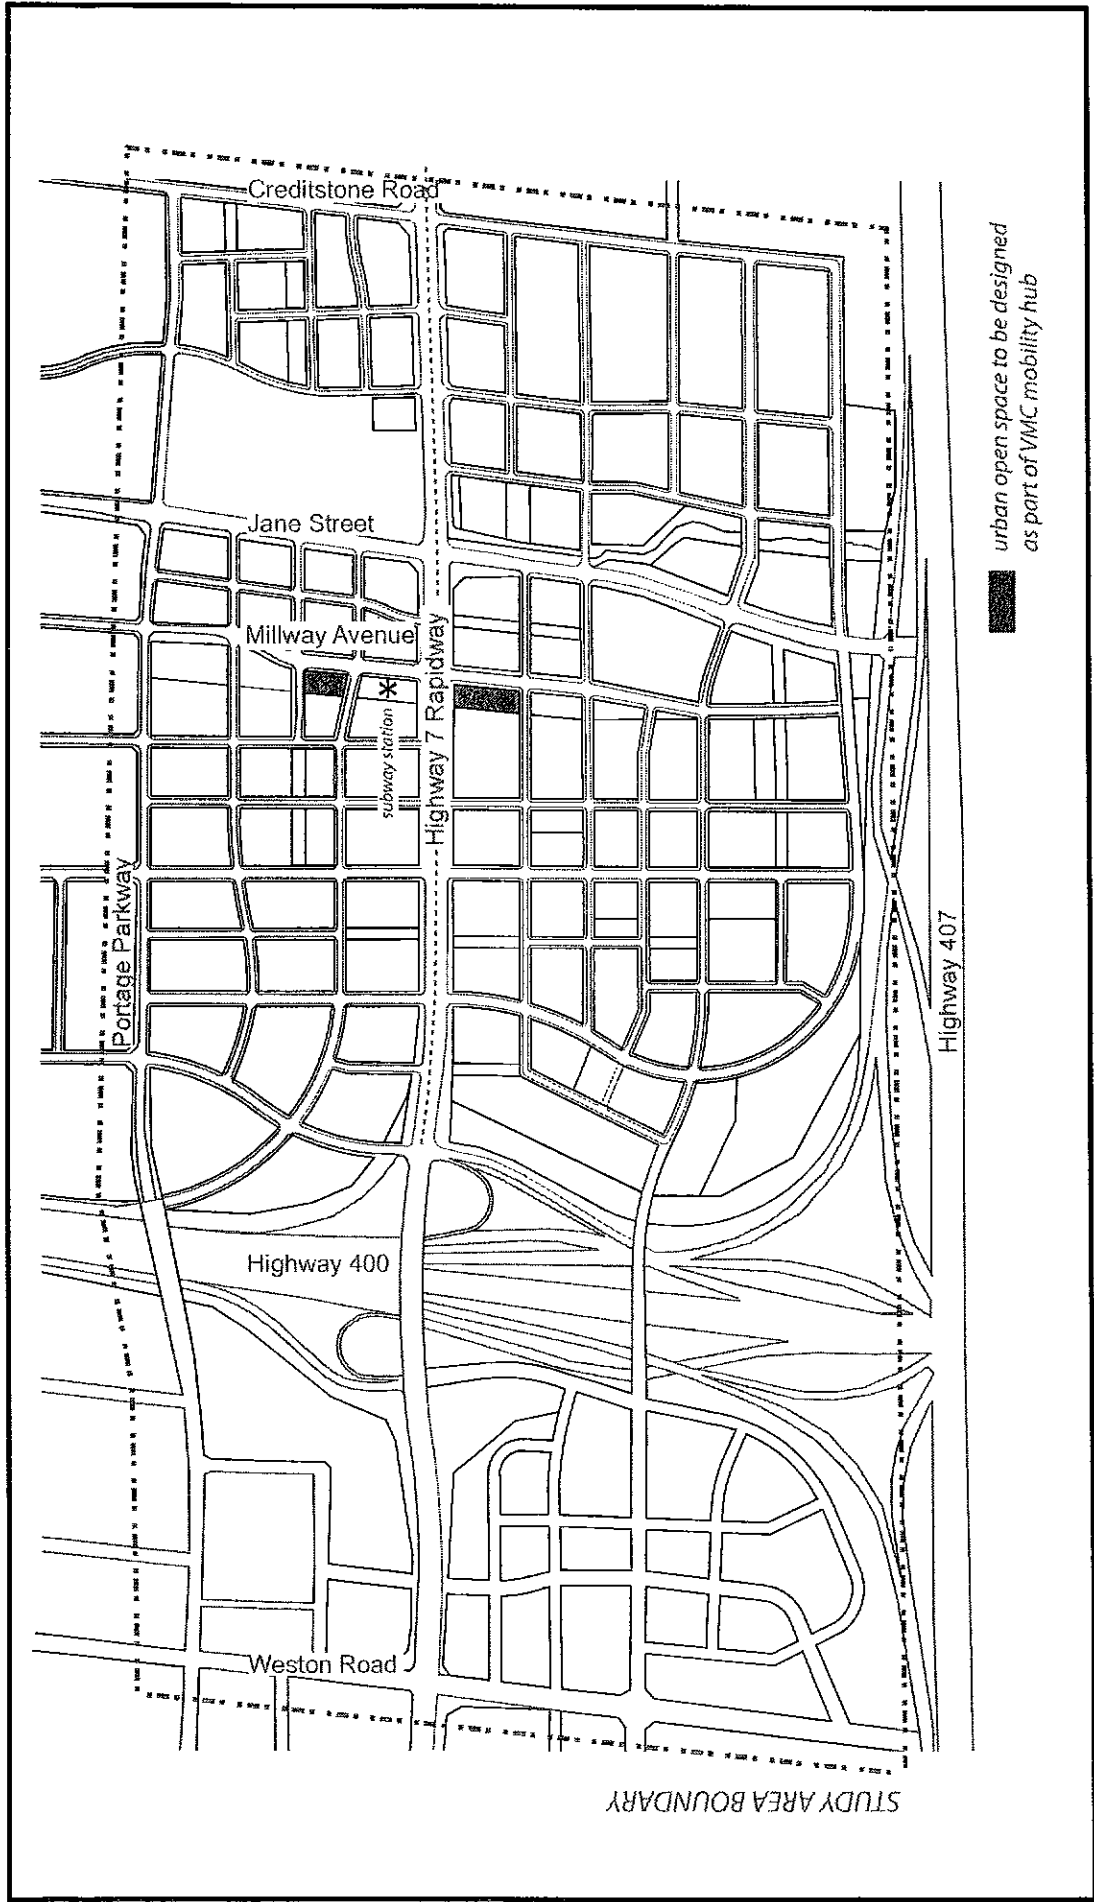 Creditstone Road
Jane Street
Millway Avenue
subway station
Highway 7 Rapidway
Portage Parkway
Highway 400
Weston Road
Highway 407
STUDY AREA BOUNDARY
urban open space to be designed
as part of VMC mobility hub